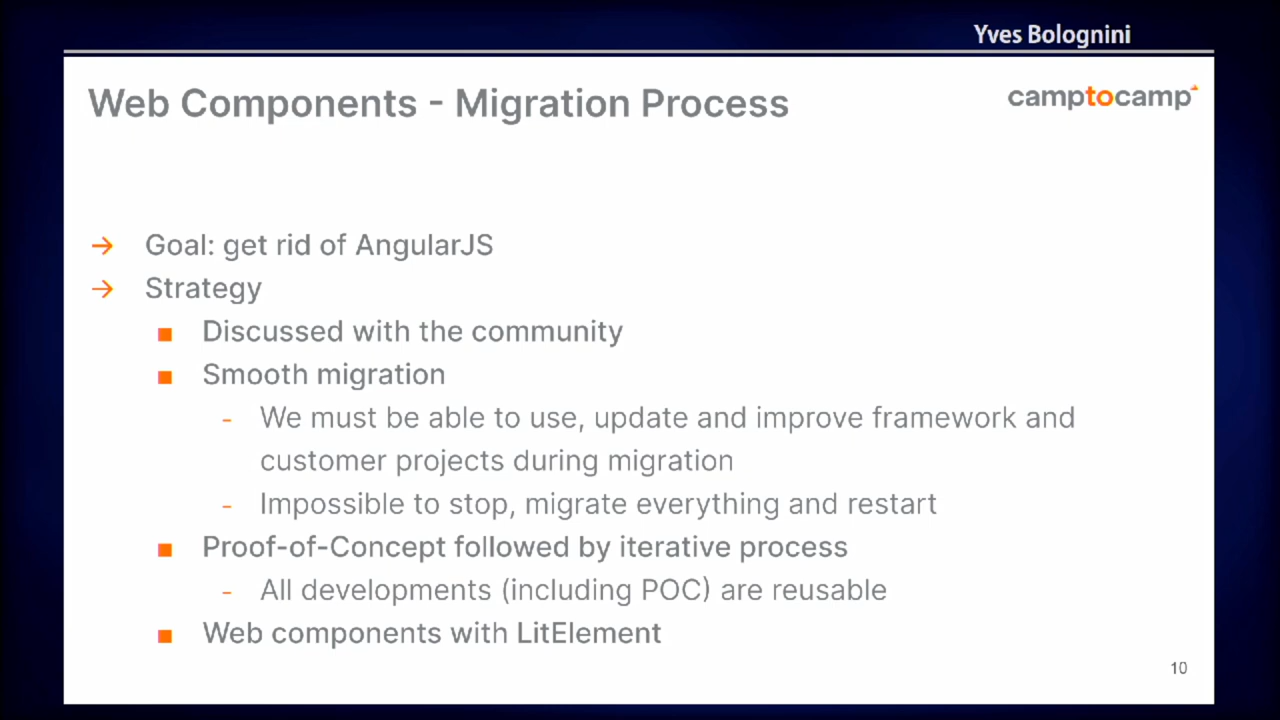 Yves Bolognini
Web Components - Migration Process
camptocamp
→ Goal: get rid of AngularJS
→ Strategy
■ Discussed with the community
■ Smooth migration
- We must be able to use, update and improve framework and
customer projects during migration
- Impossible to stop, migrate everything and restart
■ Proof-of-Concept followed by iterative process
- All developments (including POC) are reusable
■ Web components with LitElement
10